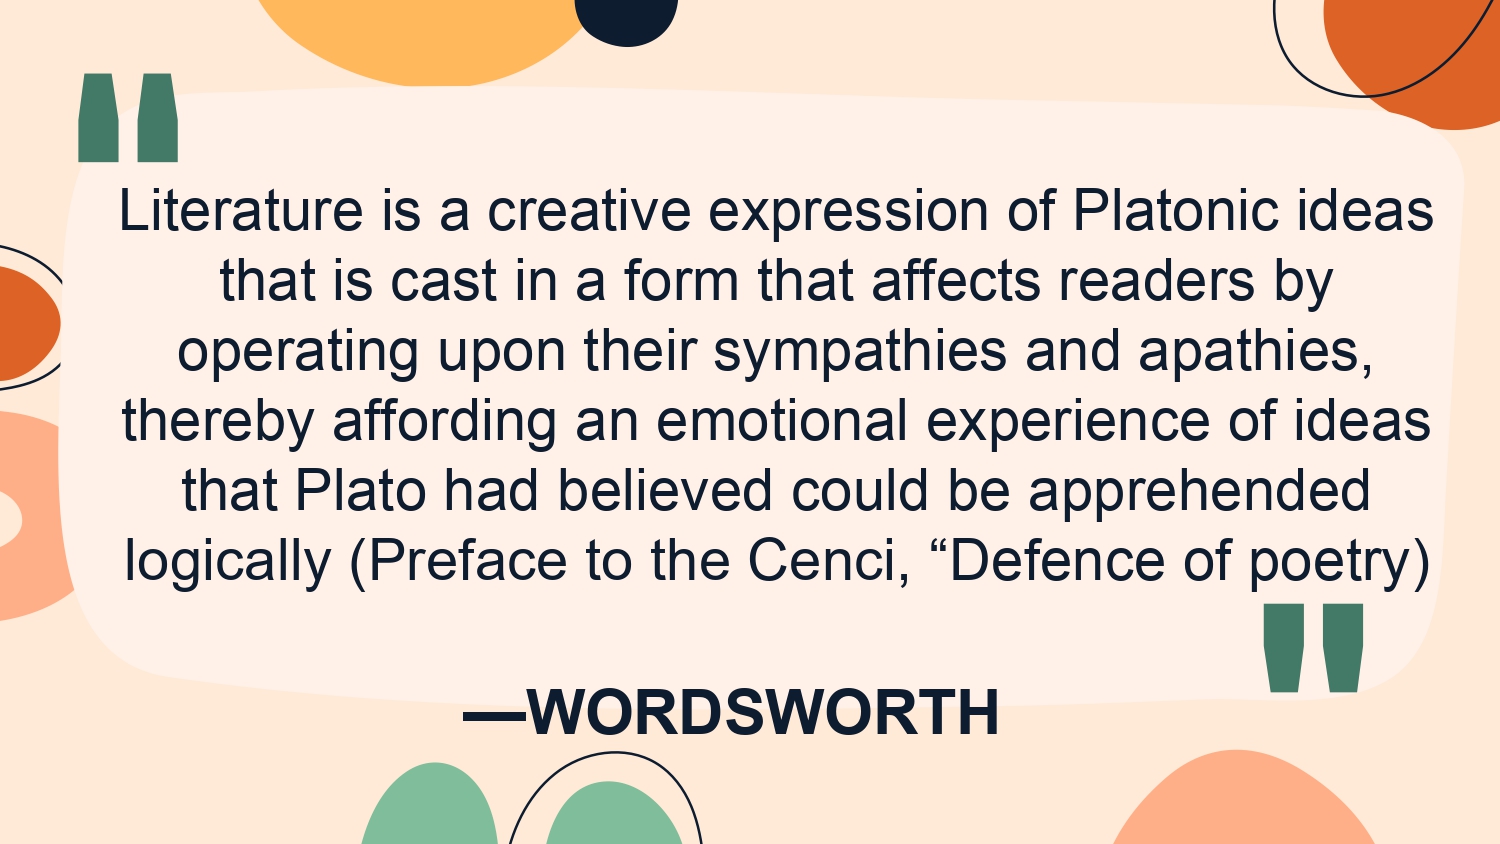 Literature is a creative expression of Platonic ideas
that is cast in a form that affects readers by
operating upon their sympathies and apathies,
thereby affording an emotional experience of ideas
that Plato had believed could be apprehended
logically (Preface to the Cenci, “Defence of poetry)
—WORDSWORTH